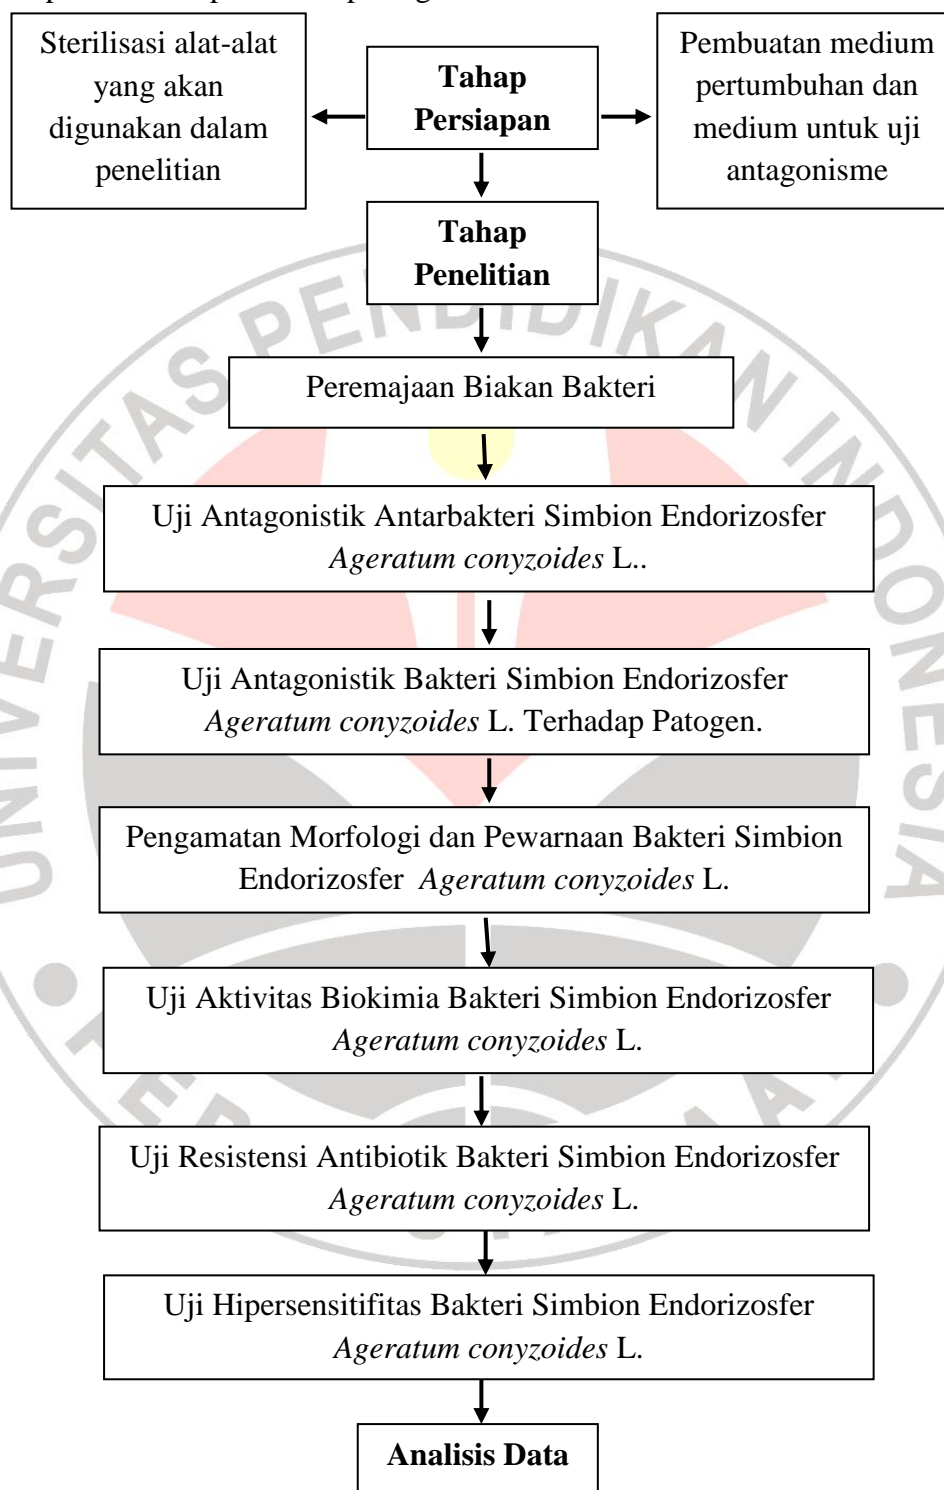 Sterilisasi alat-alat
yang akan
digunakan dalam
penelitian
Tahap
Persiapan
Pembuatan medium
pertumbuhan dan
medium untuk uji
antagonisme
Tahap
Penelitian
Peremajaan Biakan Bakteri
Uji Antagonistik Antarbakteri Simbion Endorizosfer
Ageratum conyzoides L..
Uji Antagonistik Bakteri Simbion Endorizosfer
Ageratum conyzoides L. Terhadap Patogen.
Pengamatan Morfologi dan Pewarnaan Bakteri Simbion
Endorizosfer Ageratum conyzoides L.
Uji Aktivitas Biokimia Bakteri Simbion Endorizosfer
Ageratum conyzoides L.
Uji Resistensi Antibiotik Bakteri Simbion Endorizosfer
Ageratum conyzoides L.
Uji Hipersensitifitas Bakteri Simbion Endorizosfer
Ageratum conyzoides L.
Analisis Data
UNIVERSITAS PENDIDIKAN INDONESIA